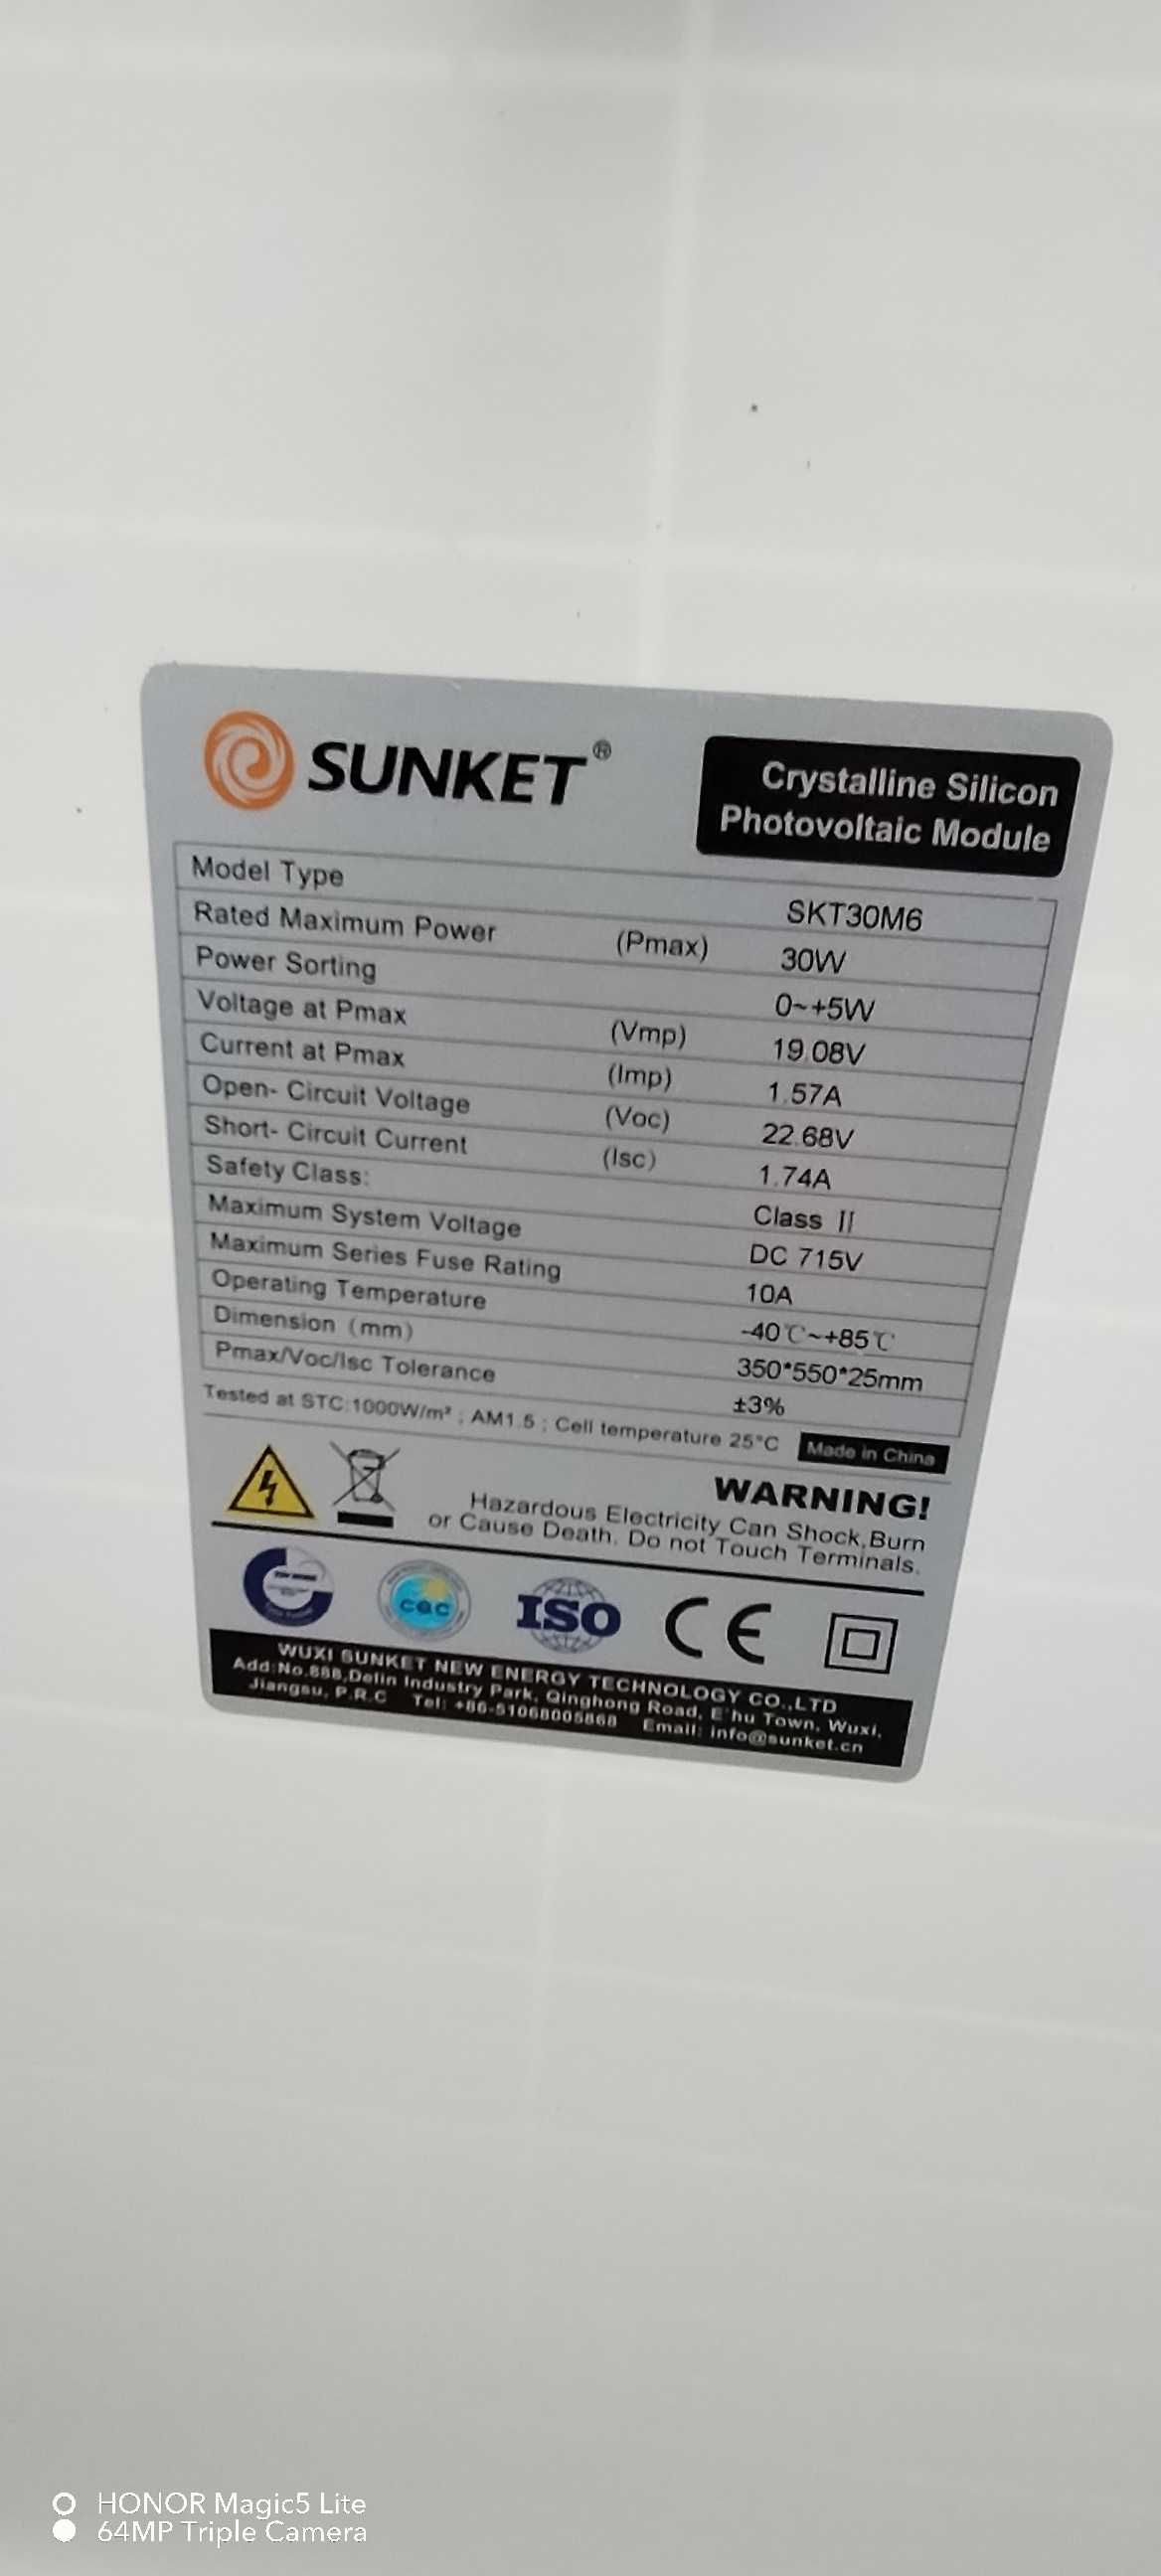 SUNKET®
Crystalline Silicon
Photovoltaic Module
Model Type SKT30M6
Rated Maximum Power (Pmax) 30W
Power Sorting 0~+5W
Voltage at Pmax (Vmp) 19.08V
Current at Pmax (Imp) 1.57A
Open- Circuit Voltage (Voc) 22.68V
Short- Circuit Current (Isc) 1.74A
Safety Class: Class II
Maximum System Voltage DC 715V
Maximum Series Fuse Rating 10A
Operating Temperature -40℃~+85℃
Dimension (mm) 350*550*25mm
Pmax/Voc/Isc Tolerance ±3%
Tested at STC:1000W/m² ; AM1.5 ; Cell temperature 25°C Made in China
WARNING!
Hazardous Electricity Can Shock,Burn
or Cause Death. Do not Touch Terminals.
CQC ISO CE
WUXI SUNKET NEW ENERGY TECHNOLOGY CO.,LTD
Add:No.888,Delin Industry Park, Qinghong Road, E'hu Town, Wuxi,
Jiangsu, P.R.C Tel: +86-51068005868 Email: info@sunket.cn
HONOR Magic5 Lite
64MP Triple Camera